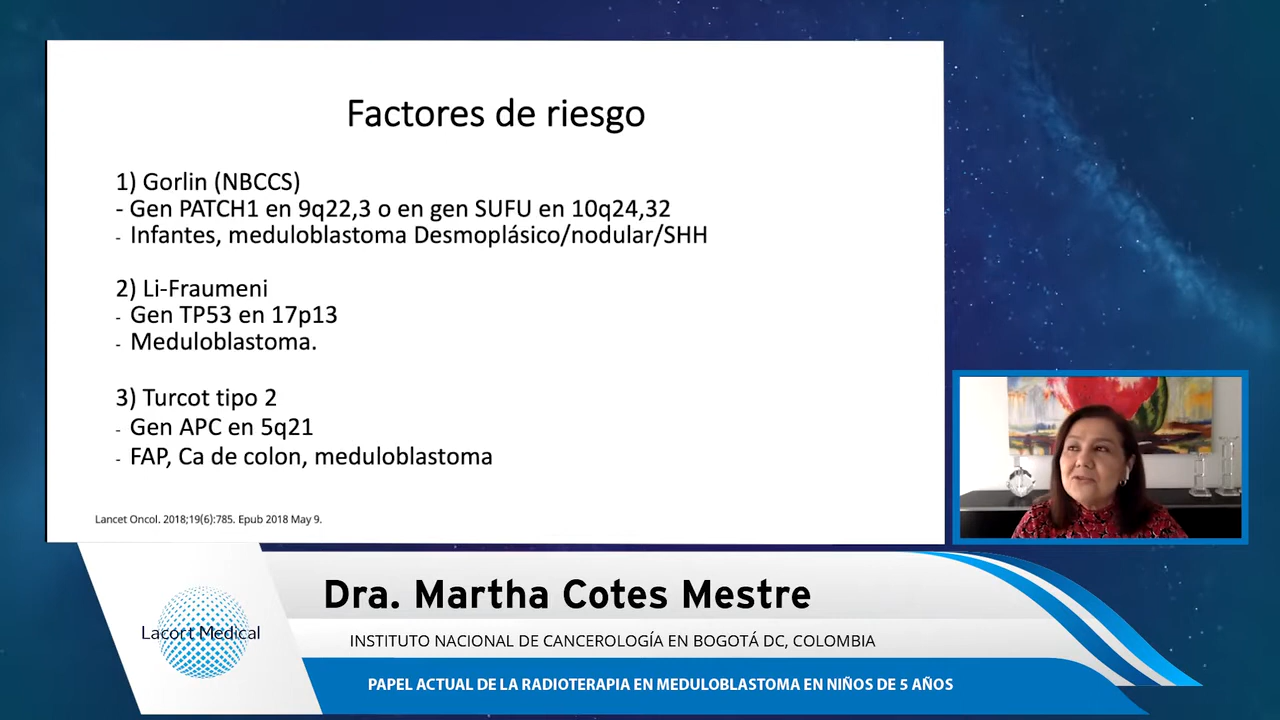 Factores de riesgo
1) Gorlin (NBCCS)
- Gen PATCH1 en 9q22,3 o en gen SUFU en 10q24,32
- Infantes, meduloblastoma Desmoplásico/nodular/SHH
2) Li-Fraumeni
- Gen TP53 en 17p13
- Meduloblastoma.
3) Turcot tipo 2
- Gen APC en 5q21
- FAP, Ca de colon, meduloblastoma
Lancet Oncol. 2018;19(6):785. Epub 2018 May 9.
Dra. Martha Cotes Mestre
Lacort Medical
INSTITUTO NACIONAL DE CANCEROLOGÍA EN BOGOTÁ DC, COLOMBIA
PAPEL ACTUAL DE LA RADIOTERAPIA EN MEDULOBLASTOMA EN NIÑOS DE 5 AÑOS